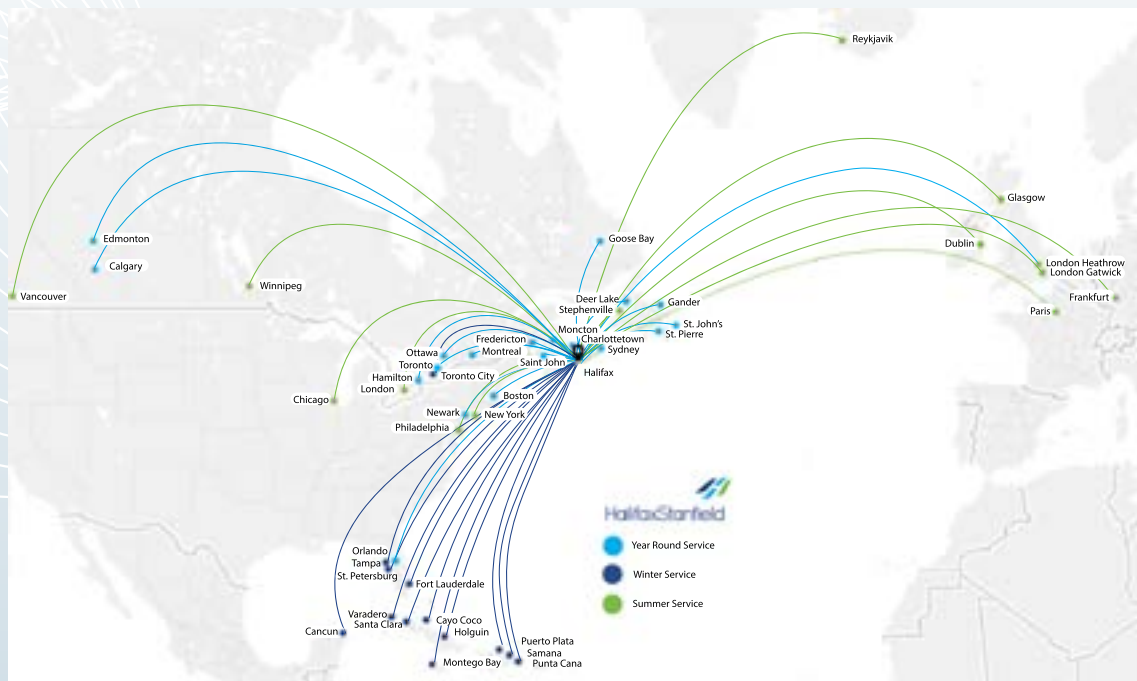 Reykjavik
Glasgow
Edmonton
Goose Bay
Dublin
Calgary
London Heathrow
London Gatwick
Winnipeg
Vancouver
Frankfurt
Deer Lake
Gander
Stephenville
Paris
St. John's
Moncton
St. Pierre
Fredericton
Charlottetown
Ottawa
Montreal
Sydney
Toronto
Saint John
Halifax
Hamilton
Toronto City
London
Chicago
Boston
Newark
New York
Philadelphia
HalifaxStanfield
Year Round Service
Winter Service
Summer Service
Orlando
Tampa
St. Petersburg
Fort Lauderdale
Varadero
Santa Clara
Cayo Coco
Cancun
Holguin
Puerto Plata
Samana
Montego Bay
Punta Cana